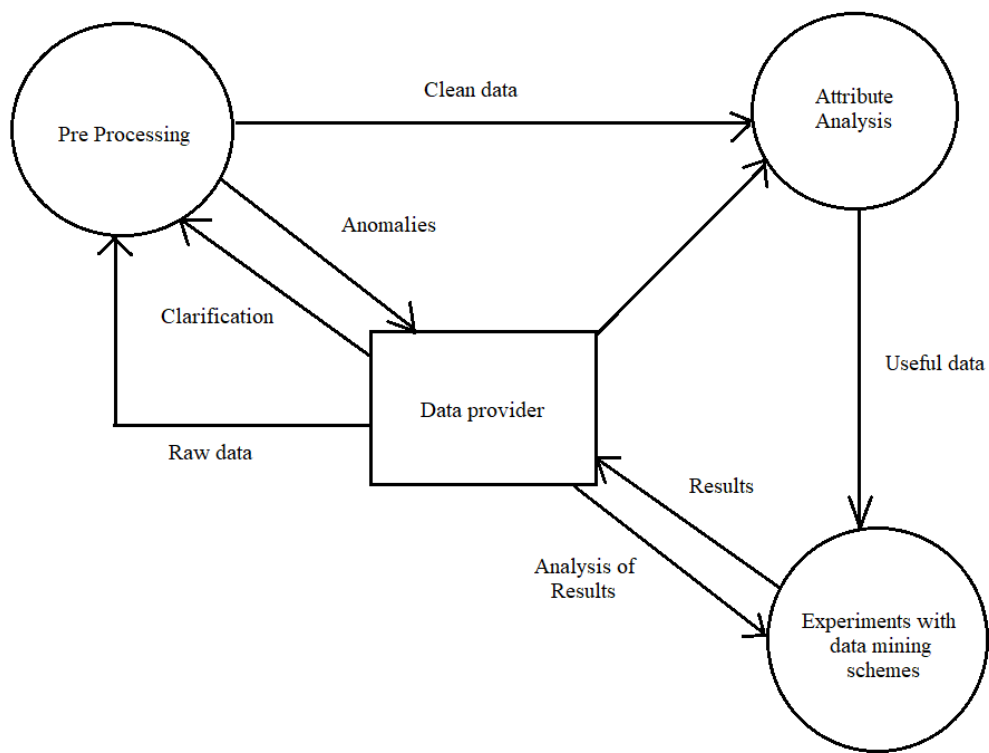 Clean data
Attribute
Analysis
Pre Processing
Anomalies
Clarification
Useful data
Data provider
Raw data
Results
Analysis of
Results
Experiments with
data mining
schemes